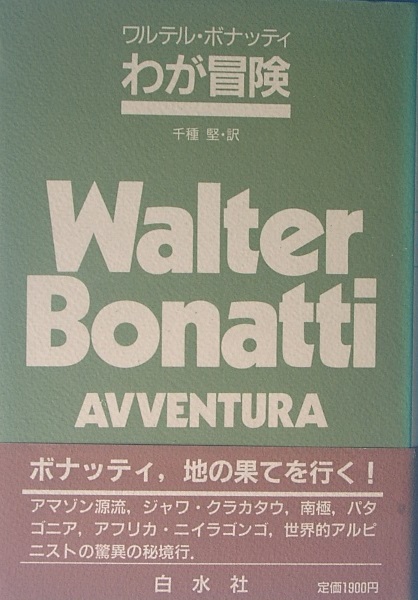 ワルテル・ボナッティ
わが冒険
千種 堅・訳
Walter
Bonatti
AVVENTURA
ボナッティ，地の果てを行く！
アマゾン源流，ジャワ・クラカタウ，南極，パタ
ゴニア，アフリカ・ニイラゴンゴ，世界的アルピ
ニストの驚異の秘境行．
白水社
定価1900円